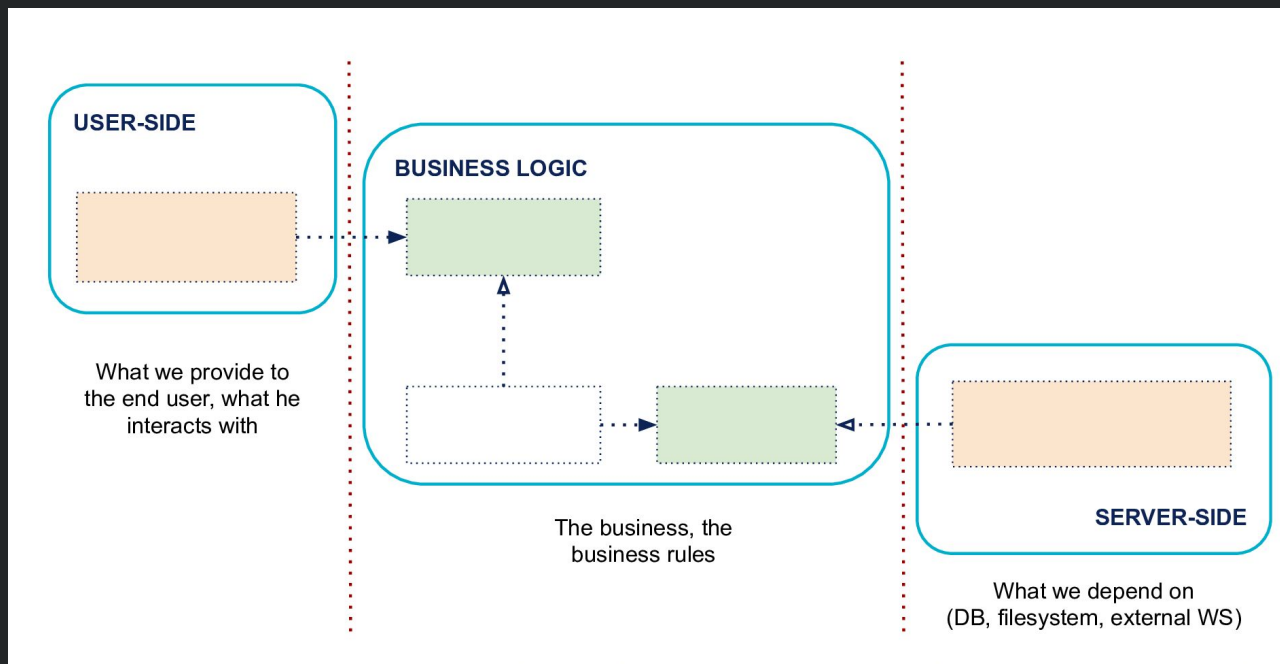 USER-SIDE
What we provide to
the end user, what he
interacts with
BUSINESS LOGIC
The business, the
business rules
SERVER-SIDE
What we depend on
(DB, filesystem, external WS)